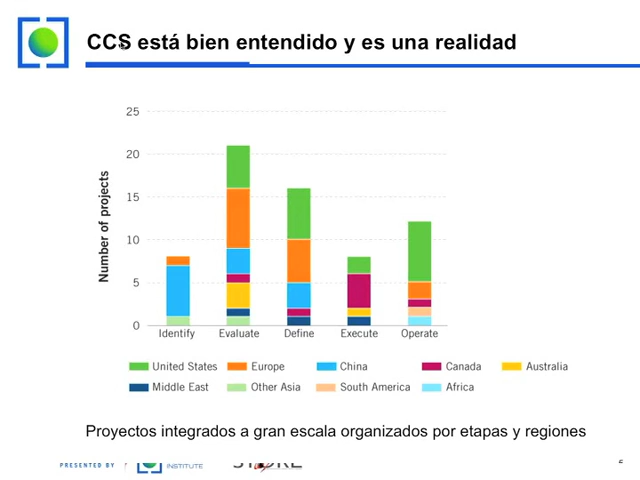 CCS está bien entendido y es una realidad
Number of projects
25
20
15
10
5
0
Identify Evaluate Define Execute Operate
United States Europe China Canada Australia
Middle East Other Asia South America Africa
Proyectos integrados a gran escala organizados por etapas y regiones
PRESENTED BY
INSTITUTE